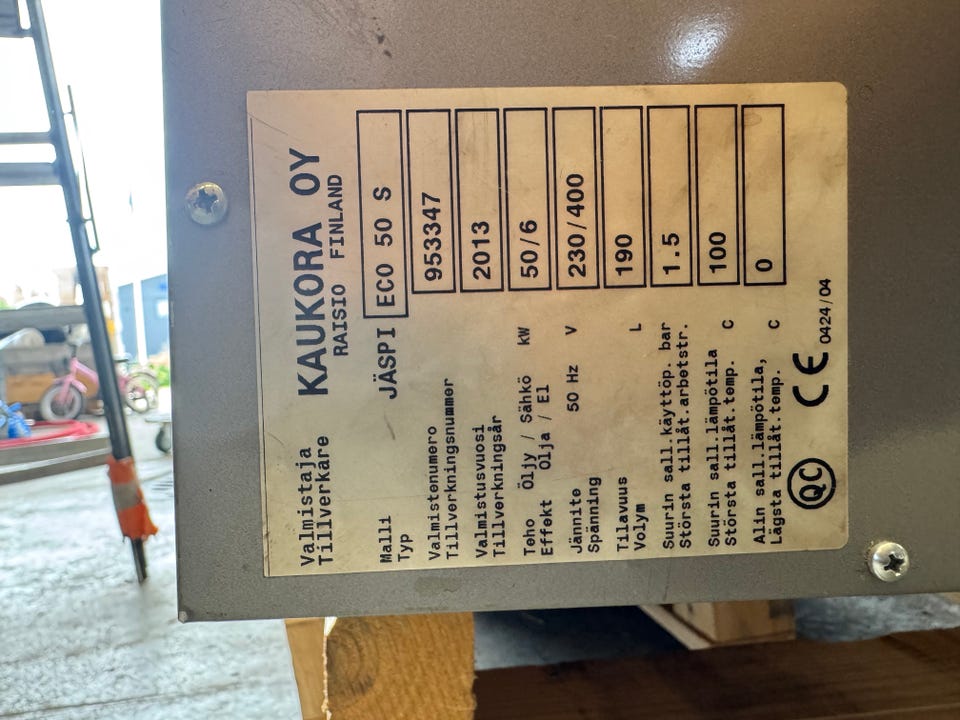 Valmistaja KAUKORA OY
Tillverkare RAISIO FINLAND
Malli JÄSPI ECO 50 S
Typ
Valmistenumero 953347
Tillverkningsnummer
Valmistusvuosi 2013
Tillverkningsår
Teho Öljy / Sähkö kW 50/6
Effekt Ölja / El
Jännite 50 Hz V 230/400
Spänning
Tilavuus L 190
Volym
Suurin sall.käyttöp. bar 1.5
Största tillåt.arbetstr.
Suurin sall.lämpötila 100
Största tillåt.temp. C
Alin sall.lämpötila, 0
Lägsta tillåt.temp. C
QC CE 0424/04